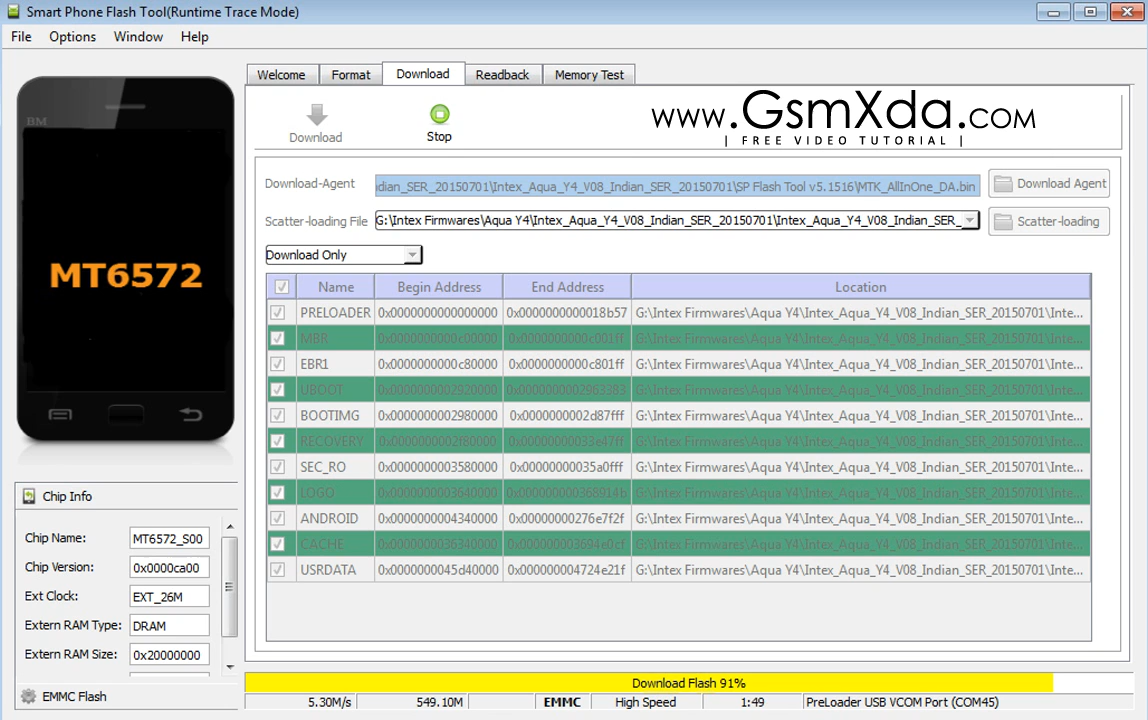 Smart Phone Flash Tool(Runtime Trace Mode)
File Options Window Help
Welcome Format Download Readback Memory Test
Download Stop
www.GsmXda.com
| FREE VIDEO TUTORIAL |
BM
MT6572
Download-Agent ndian_SER_20150701\Intex_Aqua_Y4_V08_Indian_SER_20150701\SP Flash Tool v5.1516\MTK_AllInOne_DA.bin Download Agent
Scatter-loading File G:\Intex Firmwares\Aqua Y4\Intex_Aqua_Y4_V08_Indian_SER_20150701\Intex_Aqua_Y4_V08_Indian_SER_ Scatter-loading
Download Only
Name Begin Address End Address Location
PRELOADER 0x0000000000000000 0x0000000000018b57 G:\Intex Firmwares\Aqua Y4\Intex_Aqua_Y4_V08_Indian_SER_20150701\Inte...
MBR 0x0000000000c00000 0x0000000000c001ff G:\Intex Firmwares\Aqua Y4\Intex_Aqua_Y4_V08_Indian_SER_20150701\Inte...
EBR1 0x0000000000c80000 0x0000000000c801ff G:\Intex Firmwares\Aqua Y4\Intex_Aqua_Y4_V08_Indian_SER_20150701\Inte...
UBOOT 0x0000000002920000 0x0000000002963383 G:\Intex Firmwares\Aqua Y4\Intex_Aqua_Y4_V08_Indian_SER_20150701\Inte...
BOOTIMG 0x0000000002980000 0x0000000002d87fff G:\Intex Firmwares\Aqua Y4\Intex_Aqua_Y4_V08_Indian_SER_20150701\Inte...
RECOVERY 0x0000000002f80000 0x00000000033e47ff G:\Intex Firmwares\Aqua Y4\Intex_Aqua_Y4_V08_Indian_SER_20150701\Inte...
SEC_RO 0x0000000003580000 0x00000000035a0fff G:\Intex Firmwares\Aqua Y4\Intex_Aqua_Y4_V08_Indian_SER_20150701\Inte...
LOGO 0x0000000003640000 0x000000000368914b G:\Intex Firmwares\Aqua Y4\Intex_Aqua_Y4_V08_Indian_SER_20150701\Inte...
ANDROID 0x0000000004340000 0x00000000276e7f2f G:\Intex Firmwares\Aqua Y4\Intex_Aqua_Y4_V08_Indian_SER_20150701\Inte...
CACHE 0x0000000036340000 0x000000003694e0cf G:\Intex Firmwares\Aqua Y4\Intex_Aqua_Y4_V08_Indian_SER_20150701\Inte...
USRDATA 0x0000000045d40000 0x000000004724e21f G:\Intex Firmwares\Aqua Y4\Intex_Aqua_Y4_V08_Indian_SER_20150701\Inte...
Chip Info
Chip Name: MT6572_S00
Chip Version: 0x0000ca00
Ext Clock: EXT_26M
Extern RAM Type: DRAM
Extern RAM Size: 0x20000000
EMMC Flash
Download Flash 91%
5.30M/s 549.10M EMMC High Speed 1:49 PreLoader USB VCOM Port (COM45)